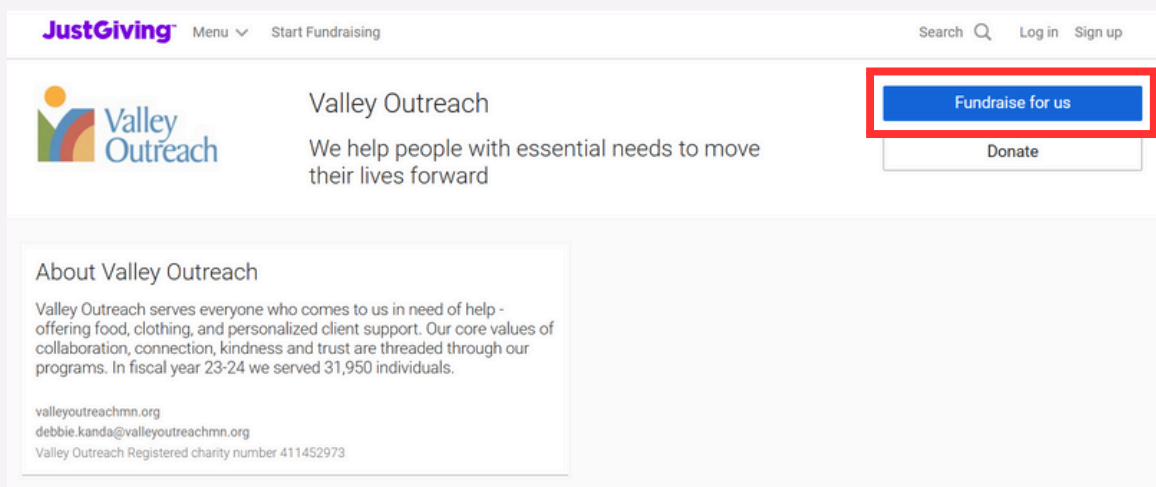 JustGiving™ Menu Start Fundraising Search Log in Sign up
Valley
Outreach
Valley Outreach
We help people with essential needs to move
their lives forward
Fundraise for us
Donate
About Valley Outreach
Valley Outreach serves everyone who comes to us in need of help -
offering food, clothing, and personalized client support. Our core values of
collaboration, connection, kindness and trust are threaded through our
programs. In fiscal year 23-24 we served 31,950 individuals.
valleyoutreachmn.org
debbie.kanda@valleyoutreachmn.org
Valley Outreach Registered charity number 411452973